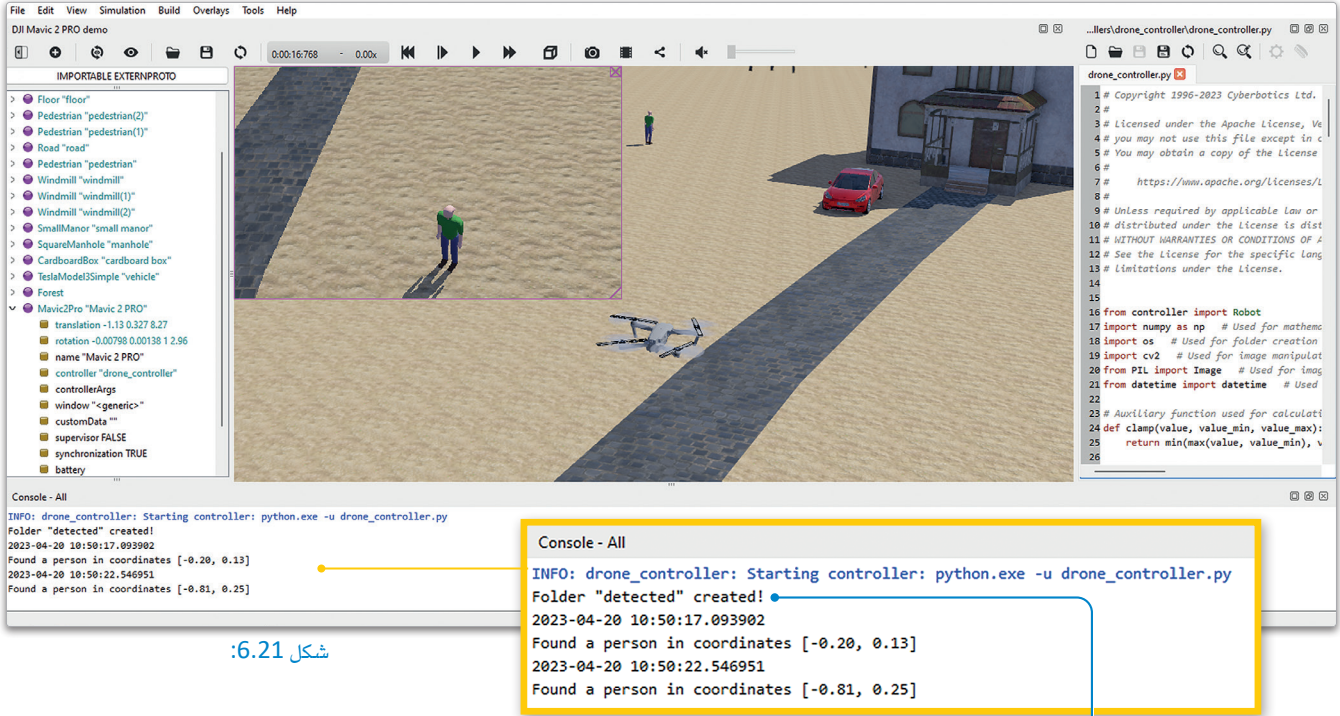 File Edit View Simulation Build Overlays Tools Help
DJI Mavic 2 PRO demo
0:00:16:768 - 0.00x
IMPORTABLE EXTERNPROTO
Floor "floor"
Pedestrian "pedestrian(2)"
Pedestrian "pedestrian(1)"
Road "road"
Pedestrian "pedestrian"
Windmill "windmill"
Windmill "windmill(1)"
Windmill "windmill(2)"
SmallManor "small manor"
SquareManhole "manhole"
CardboardBox "cardboard box"
TeslaModel3Simple "vehicle"
Forest
Mavic2Pro "Mavic 2 PRO"
translation -1.13 0.327 8.27
rotation -0.00798 0.00138 1 2.96
name "Mavic 2 PRO"
controller "drone_controller"
controllerArgs
window "<generic>"
customData ""
supervisor FALSE
synchronization TRUE
battery
...llers\drone_controller\drone_controller.py
drone_controller.py
1 # Copyright 1996-2023 Cyberbotics Ltd.
2 #
3 # Licensed under the Apache License, Ve
4 # you may not use this file except in c
5 # You may obtain a copy of the License
6 #
7 #     https://www.apache.org/licenses/L
8 #
9 # Unless required by applicable law or
10 # distributed under the License is dist
11 # WITHOUT WARRANTIES OR CONDITIONS OF A
12 # See the License for the specific lang
13 # limitations under the License.
14
15
16 from controller import Robot
17 import numpy as np   # Used for mathema
18 import os   # Used for folder creation
19 import cv2   # Used for image manipulat
20 from PIL import Image   # Used for imag
21 from datetime import datetime   # Used
22
23 # Auxiliary function used for calculati
24 def clamp(value, value_min, value_max):
25     return min(max(value, value_min), v
26
Console - All
INFO: drone_controller: Starting controller: python.exe -u drone_controller.py
Folder "detected" created!
2023-04-20 10:50:17.093902
Found a person in coordinates [-0.20, 0.13]
2023-04-20 10:50:22.546951
Found a person in coordinates [-0.81, 0.25]
Console - All
INFO: drone_controller: Starting controller: python.exe -u drone_controller.py
Folder "detected" created!
2023-04-20 10:50:17.093902
Found a person in coordinates [-0.20, 0.13]
2023-04-20 10:50:22.546951
Found a person in coordinates [-0.81, 0.25]
شكل 6.21: